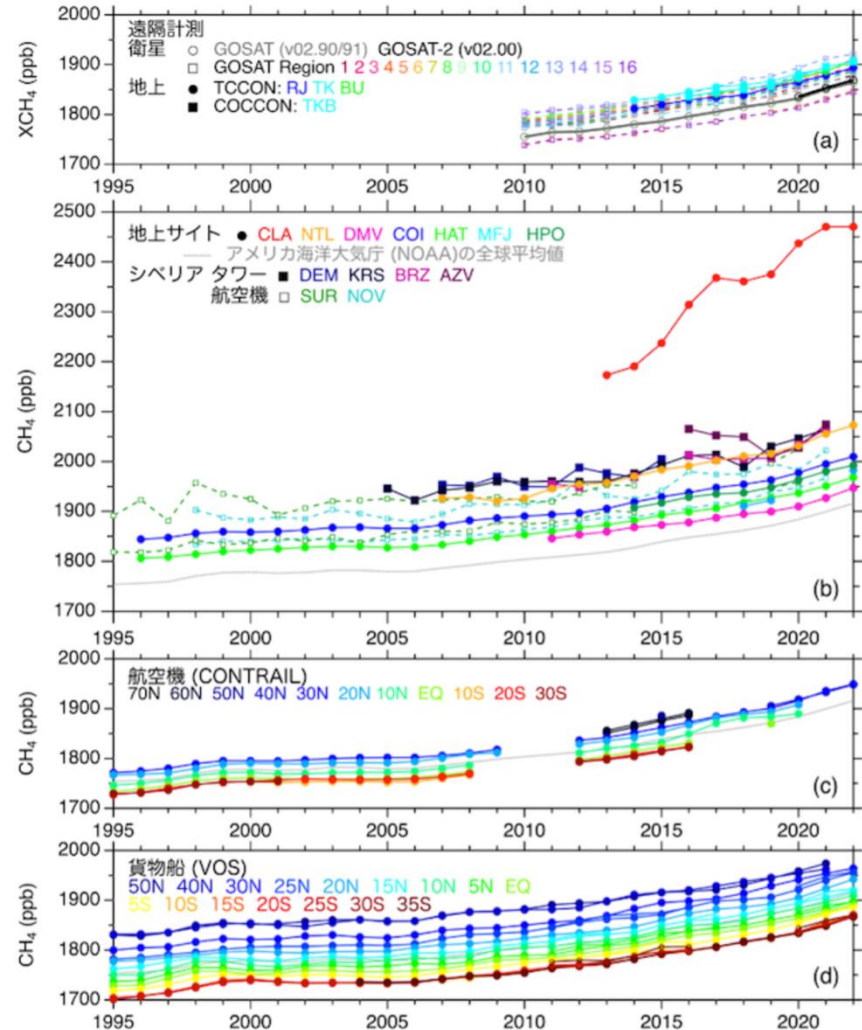 2000
1900
1800
1700
XCH₄ (ppb)
遠隔計測
衛星 ○ GOSAT (v02.90/91) GOSAT-2 (v02.00)
□ GOSAT Region 1 2 3 4 5 6 7 8 9 10 11 12 13 14 15 16
地上 ● TCCON: RJ TK BU
■ COCCON: TKB
(a)
1995 2000 2005 2010 2015 2020
2500
2450
2400
2350
2300
2250
2200
2150
2100
2050
2000
1950
1900
1850
1800
1750
1700
CH₄ (ppb)
地上サイト ● CLA NTL DMV COI HAT MFJ HPO
アメリカ海洋大気庁 (NOAA)の全球平均値
シベリア タワー ■ DEM KRS BRZ AZV
航空機 □ SUR NOV
(b)
1995 2000 2005 2010 2015 2020
2000
1900
1800
1700
CH₄ (ppb)
航空機 (CONTRAIL)
70N 60N 50N 40N 30N 20N 10N EQ 10S 20S 30S
(c)
1995 2000 2005 2010 2015 2020
2000
1900
1800
1700
CH₄ (ppb)
貨物船 (VOS)
50N 40N 30N 25N 20N 15N 10N 5N EQ
5S 10S 15S 20S 25S 30S 35S
(d)
1995 2000 2005 2010 2015 2020